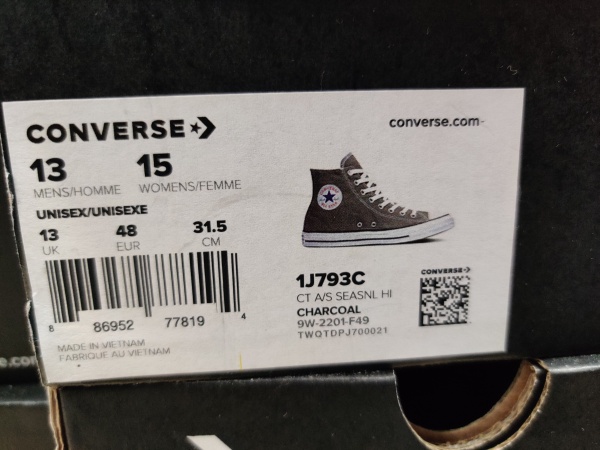 CONVERSE
converse.com
13 15
MENS/HOMME WOMENS/FEMME
UNISEX/UNISEXE
13 48 31.5
UK EUR CM
8 86952 77819 4
MADE IN VIETNAM
FABRIQUE AU VIETNAM
1J793C
CT A/S SEASNL HI
CHARCOAL
9W-2201-F49
TWQTDPJ700021
CONVERSE
.com